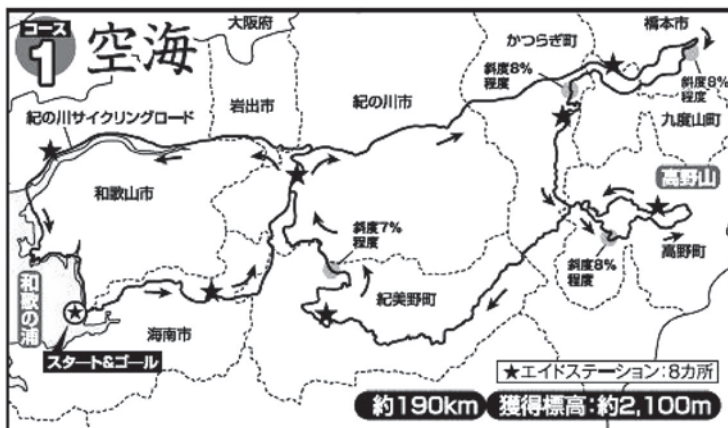 コース
1
空海
大阪府
橋本市
かつらぎ町
斜度8%
程度
斜度8%
程度
岩出市
紀の川市
紀の川サイクリングロード
九度山町
和歌山市
高野山
斜度7%
程度
斜度8%
程度
高野町
和歌の浦
紀美野町
海南市
スタート&ゴール
★エイドステーション:8カ所
約190km
獲得標高:約2,100m